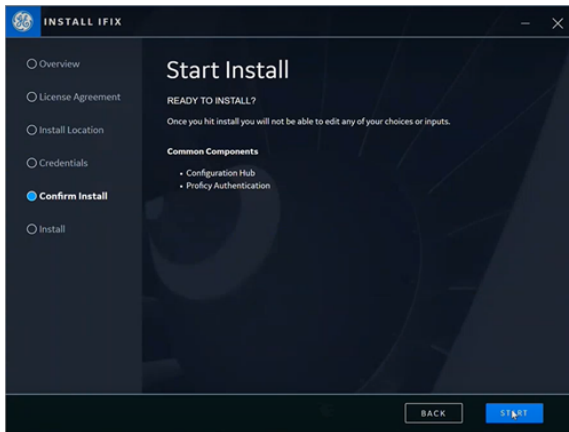 INSTALL IFIX
Overview
License Agreement
Install Location
Credentials
Confirm Install
Install
Start Install
READY TO INSTALL?
Once you hit install you will not be able to edit any of your choices or inputs.
Common Components
• Configuration Hub
• Proficy Authentication
BACK
START